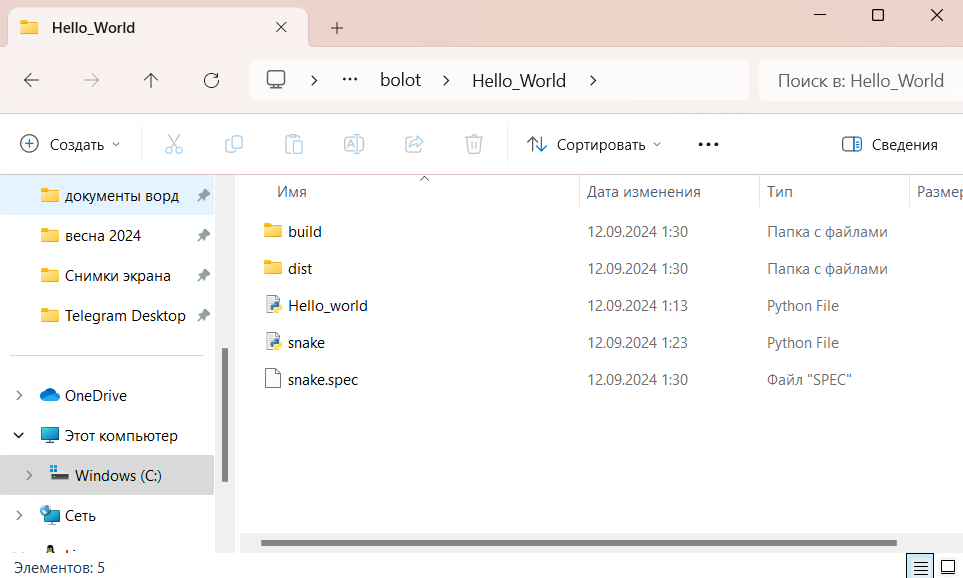 Hello_World
bolot Hello_World Поиск в: Hello_World
Создать Сортировать Сведения
Имя Дата изменения Тип Размер
документы ворд
весна 2024
Снимки экрана
Telegram Desktop
OneDrive
Этот компьютер
Windows (C:)
Сеть
build 12.09.2024 1:30 Папка с файлами
dist 12.09.2024 1:30 Папка с файлами
Hello_world 12.09.2024 1:13 Python File
snake 12.09.2024 1:23 Python File
snake.spec 12.09.2024 1:30 Файл "SPEC"
Элементов: 5